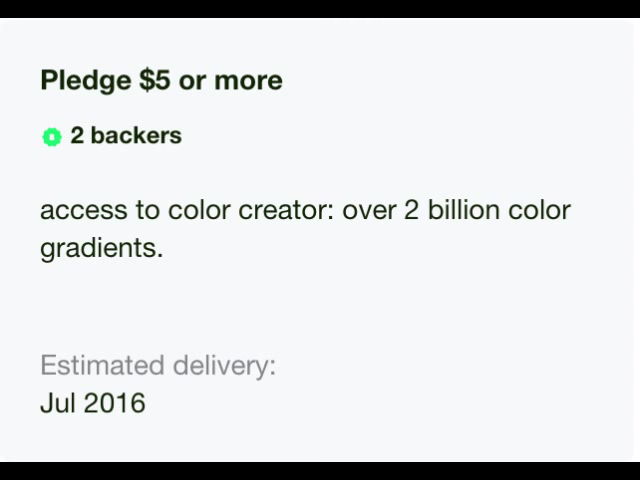 Pledge $5 or more
2 backers
access to color creator: over 2 billion color
gradients.
Estimated delivery:
Jul 2016